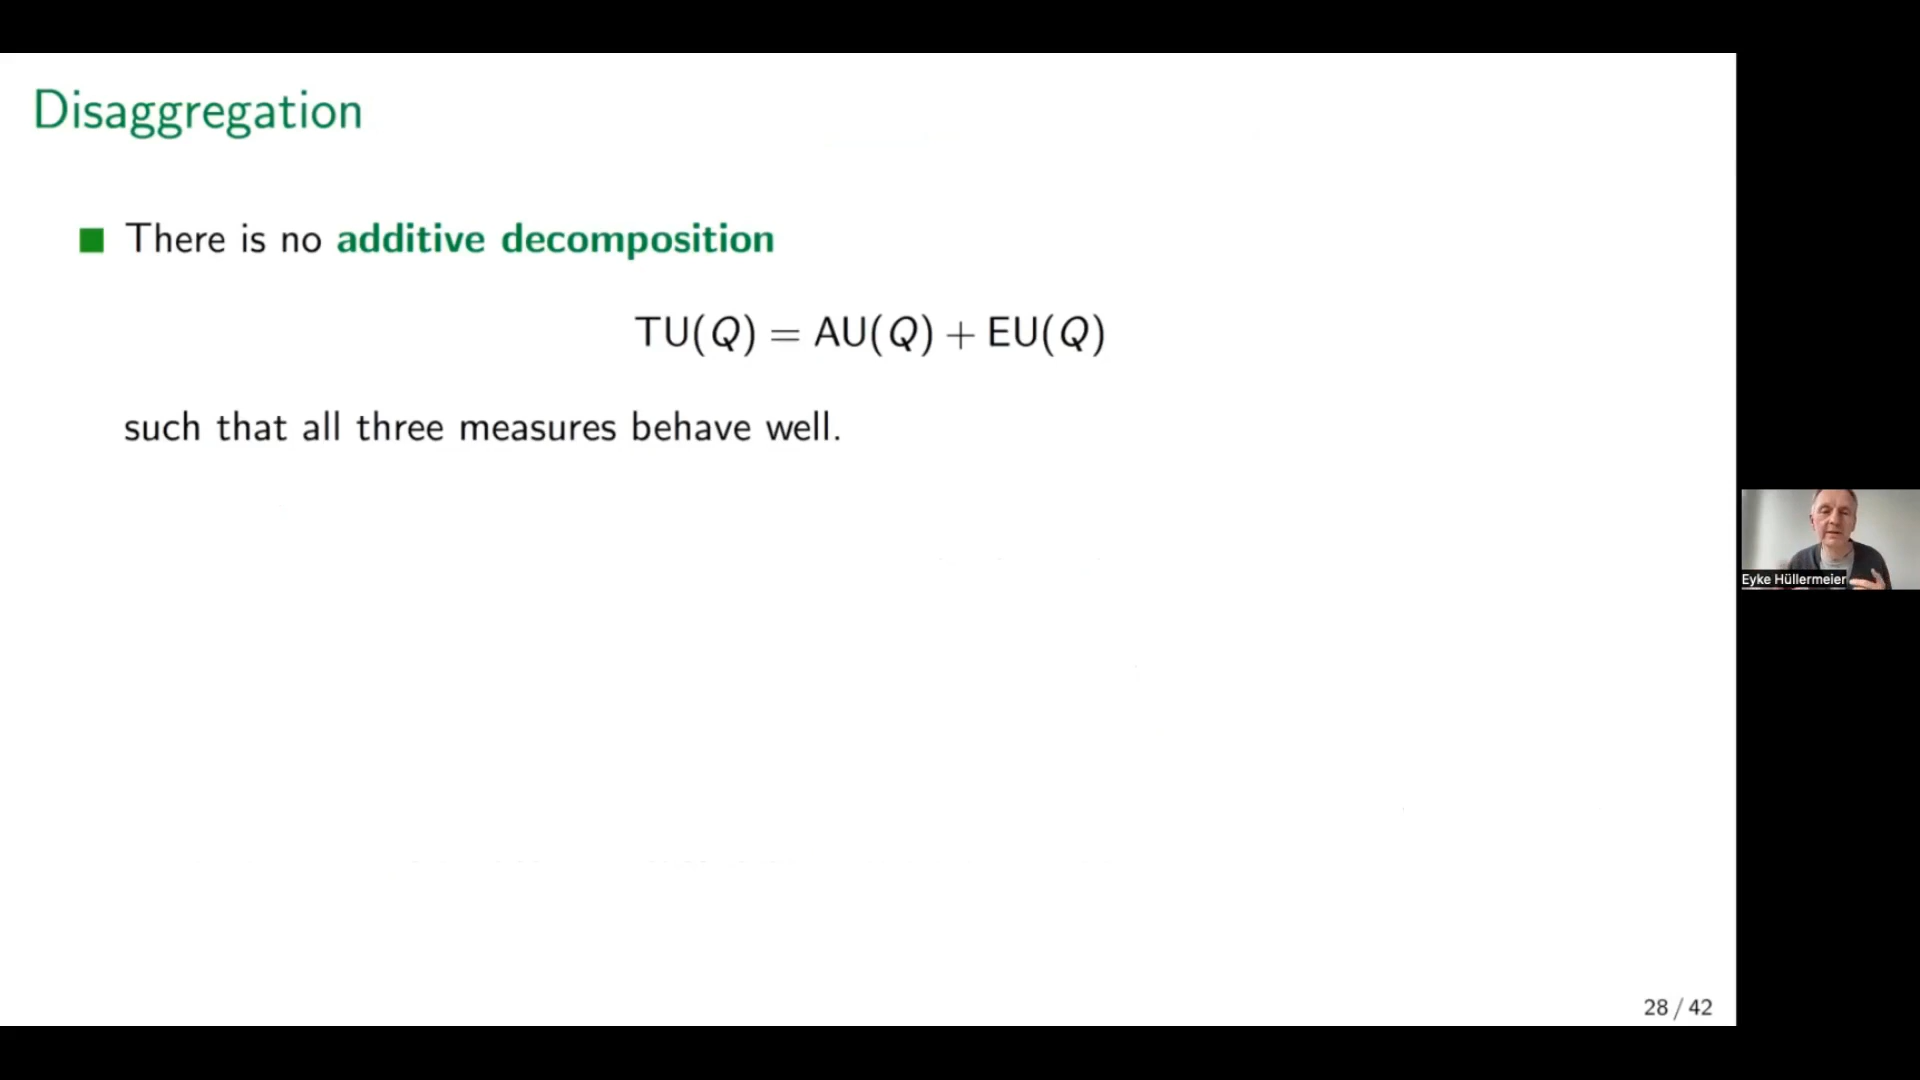 Disaggregation
There is no additive decomposition
TU(Q) = AU(Q) + EU(Q)
such that all three measures behave well.
Eyke Hüllermeier
28 / 42